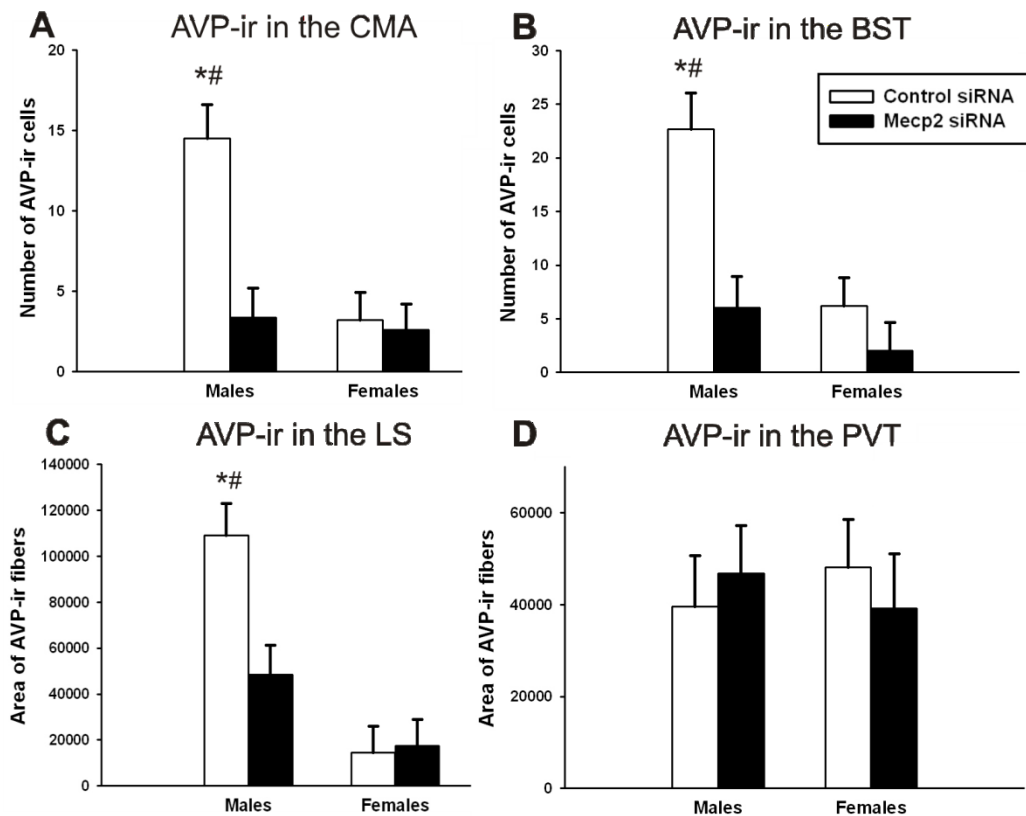 A AVP-ir in the CMA
Number of AVP-ir cells
20
15
10
5
0
*#
Males Females
B AVP-ir in the BST
Number of AVP-ir cells
30
25
20
15
10
5
0
*#
Control siRNA
Mecp2 siRNA
Males Females
C AVP-ir in the LS
Area of AVP-ir fibers
140000
120000
100000
80000
60000
40000
20000
0
*#
Males Females
D AVP-ir in the PVT
Area of AVP-ir fibers
60000
40000
20000
0
Males Females